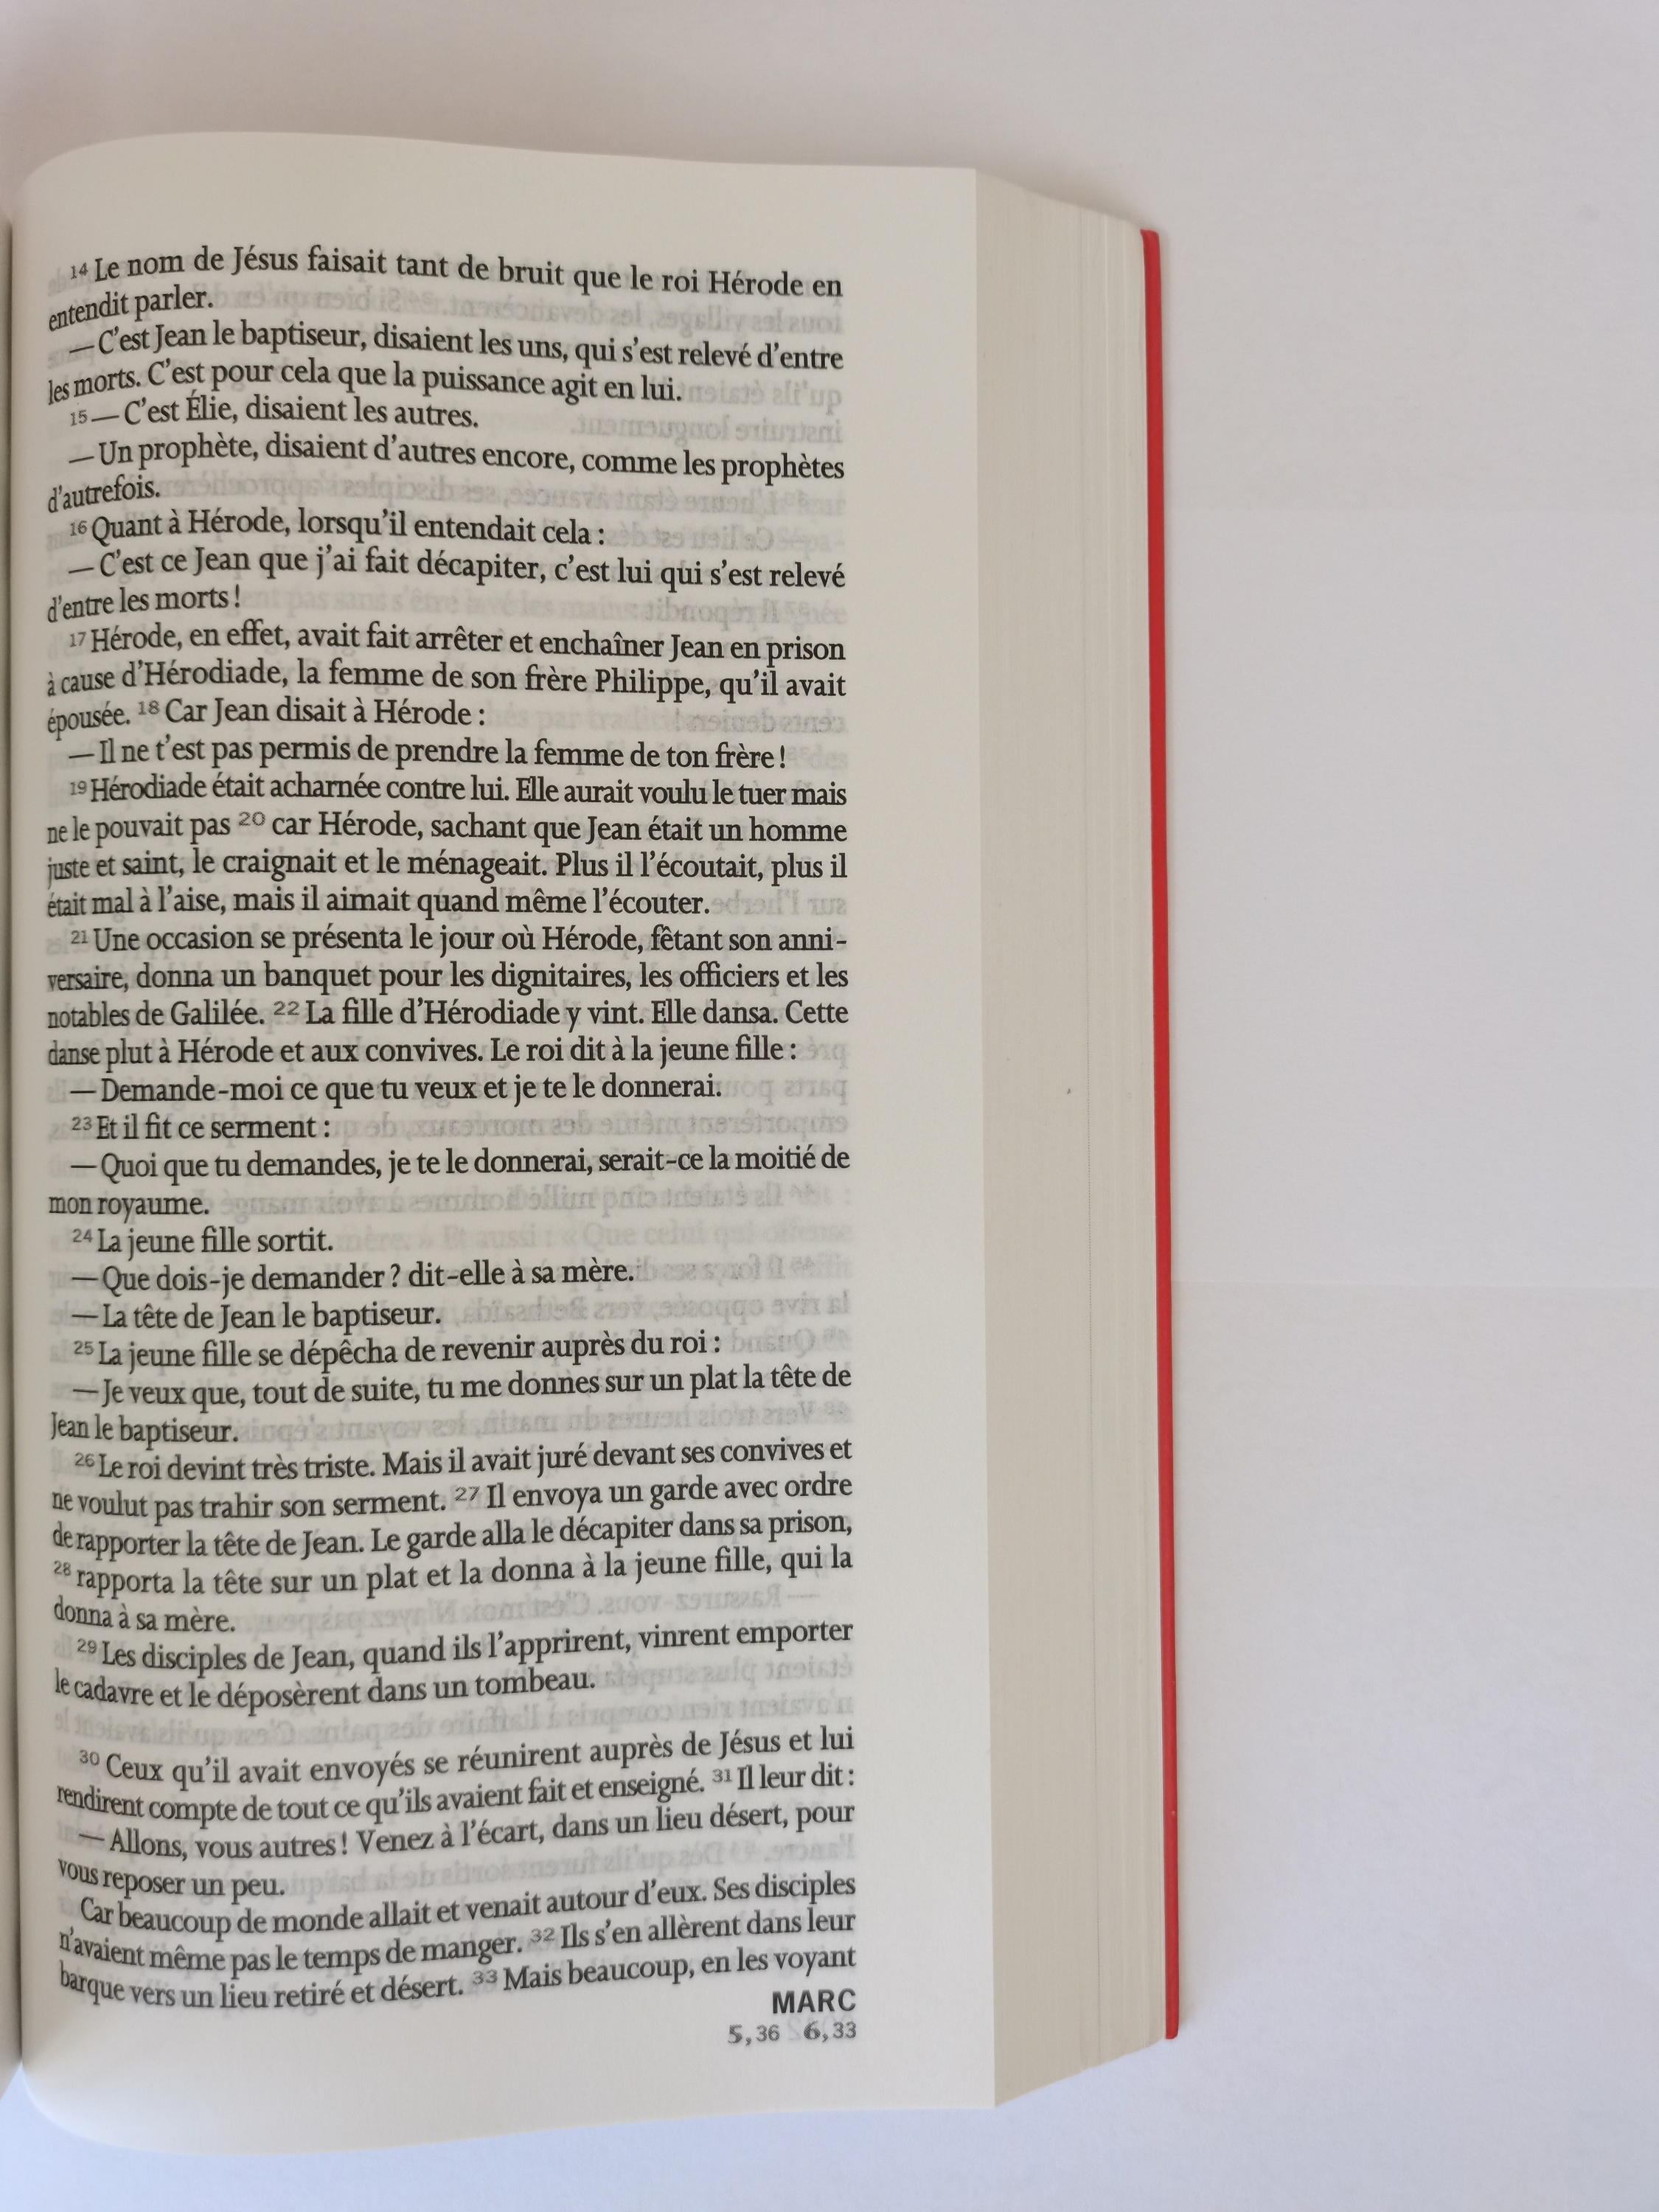 14 Le nom de Jésus faisait tant de bruit que le roi Hérode en
entendit parler.
— C’est Jean le baptiseur, disaient les uns, qui s’est relevé d’entre
les morts. C’est pour cela que la puissance agit en lui.
15 — C’est Élie, disaient les autres.
— Un prophète, disaient d’autres encore, comme les prophètes
d’autrefois.
16 Quant à Hérode, lorsqu’il entendait cela :
— C’est ce Jean que j’ai fait décapiter, c’est lui qui s’est relevé
d’entre les morts !
17 Hérode, en effet, avait fait arrêter et enchaîner Jean en prison
à cause d’Hérodiade, la femme de son frère Philippe, qu’il avait
épousée. 18 Car Jean disait à Hérode :
— Il ne t’est pas permis de prendre la femme de ton frère !
19 Hérodiade était acharnée contre lui. Elle aurait voulu le tuer mais
ne le pouvait pas 20 car Hérode, sachant que Jean était un homme
juste et saint, le craignait et le ménageait. Plus il l’écoutait, plus il
était mal à l’aise, mais il aimait quand même l’écouter.
21 Une occasion se présenta le jour où Hérode, fêtant son anni-
versaire, donna un banquet pour les dignitaires, les officiers et les
notables de Galilée. 22 La fille d’Hérodiade y vint. Elle dansa. Cette
danse plut à Hérode et aux convives. Le roi dit à la jeune fille :
— Demande-moi ce que tu veux et je te le donnerai.
23 Et il fit ce serment :
— Quoi que tu demandes, je te le donnerai, serait-ce la moitié de
mon royaume.
24 La jeune fille sortit.
— Que dois-je demander ? dit-elle à sa mère.
— La tête de Jean le baptiseur.
25 La jeune fille se dépêcha de revenir auprès du roi :
— Je veux que, tout de suite, tu me donnes sur un plat la tête de
Jean le baptiseur.
26 Le roi devint très triste. Mais il avait juré devant ses convives et
ne voulut pas trahir son serment. 27 Il envoya un garde avec ordre
de rapporter la tête de Jean. Le garde alla le décapiter dans sa prison,
28 rapporta la tête sur un plat et la donna à la jeune fille, qui la
donna à sa mère.
29 Les disciples de Jean, quand ils l’apprirent, vinrent emporter
le cadavre et le déposèrent dans un tombeau.
30 Ceux qu’il avait envoyés se réunirent auprès de Jésus et lui
rendirent compte de tout ce qu’ils avaient fait et enseigné. 31 Il leur dit :
— Allons, vous autres ! Venez à l’écart, dans un lieu désert, pour
vous reposer un peu.
Car beaucoup de monde allait et venait autour d’eux. Ses disciples
n’avaient même pas le temps de manger. 32 Ils s’en allèrent dans leur
barque vers un lieu retiré et désert. 33 Mais beaucoup, en les voyant
MARC
5,36 6,33